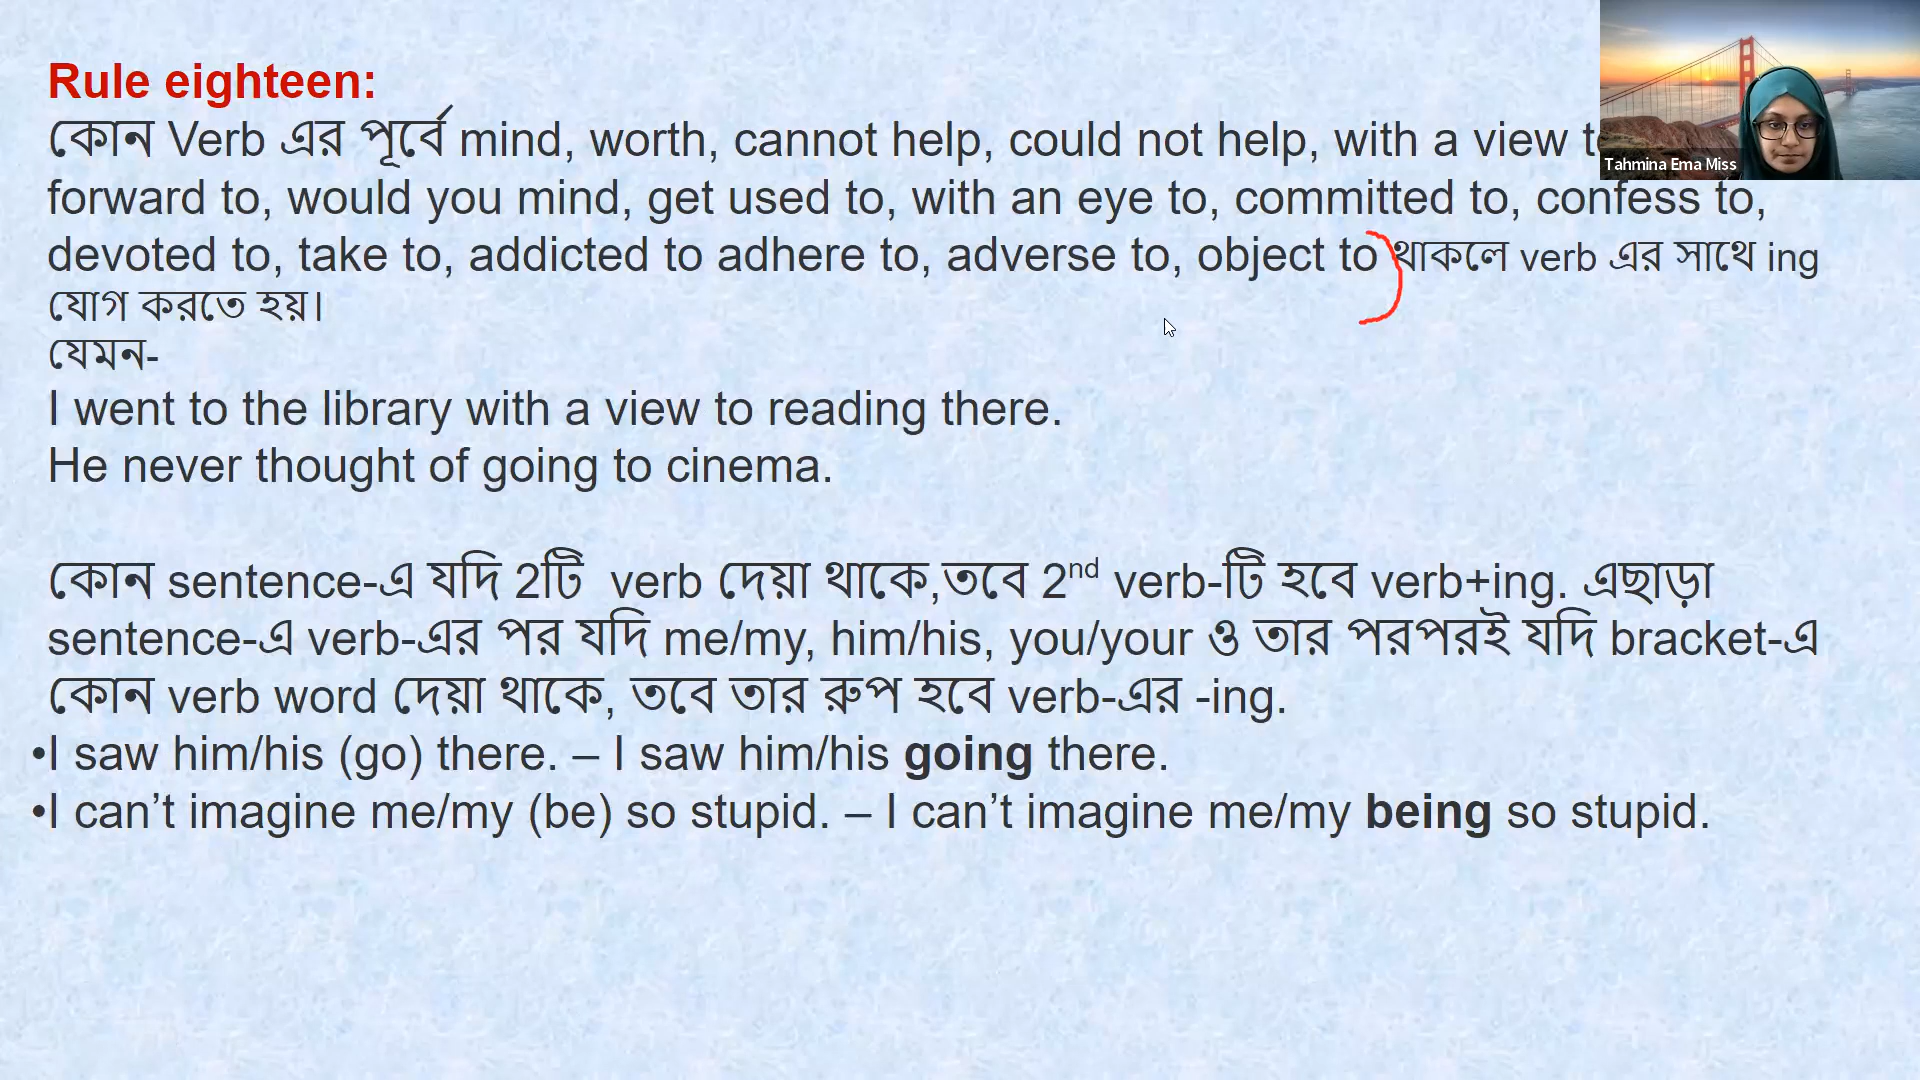 Rule eighteen:
কোন Verb এর পূর্বে mind, worth, cannot help, could not help, with a view
forward to, would you mind, get used to, with an eye to, committed to, confess to,
devoted to, take to, addicted to adhere to, adverse to, object to থাকলে verb এর সাথে ing
যোগ করতে হয়।
যেমন-
I went to the library with a view to reading there.
He never thought of going to cinema.
কোন sentence-এ যদি 2টি verb দেয়া থাকে,তবে 2nd verb-টি হবে verb+ing. এছাড়া
sentence-এ verb-এর পর যদি me/my, him/his, you/your ও তার পরপরই যদি bracket-এ
কোন verb word দেয়া থাকে, তবে তার রুপ হবে verb-এর -ing.
•I saw him/his (go) there. – I saw him/his going there.
•I can’t imagine me/my (be) so stupid. – I can’t imagine me/my being so stupid.
Tahmina Ema Miss